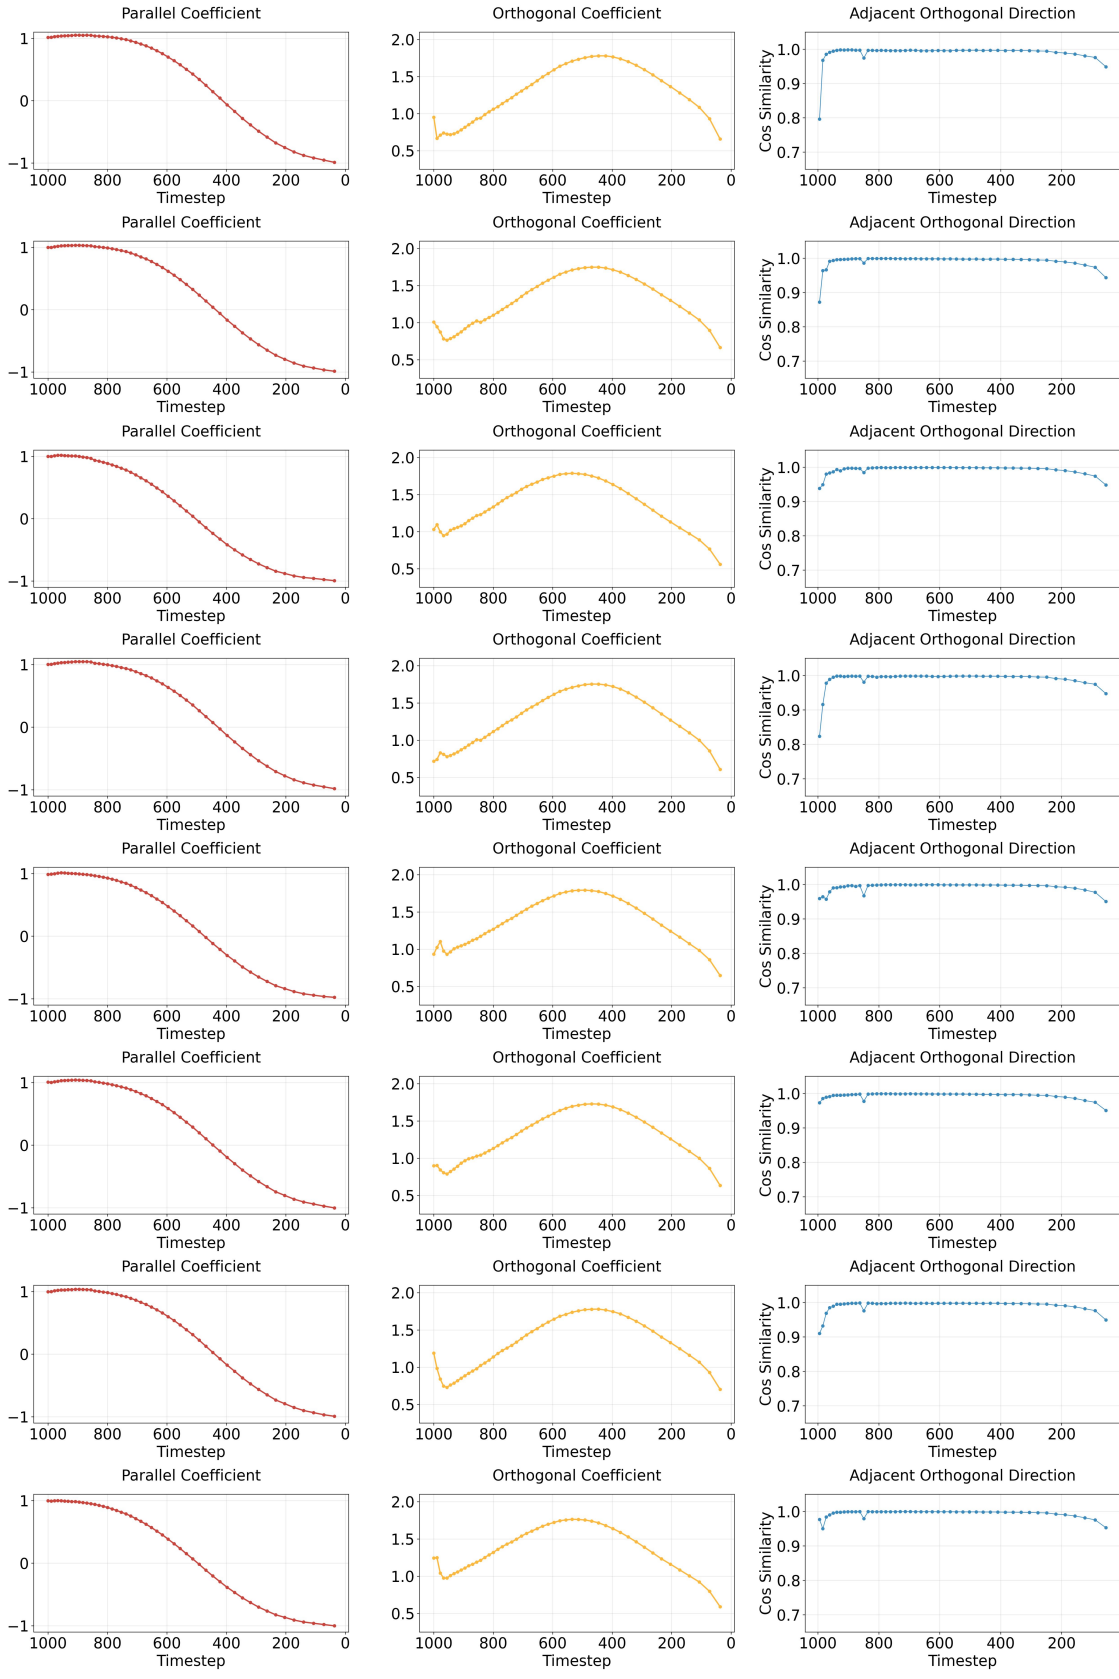 Parallel Coefficient Orthogonal Coefficient Adjacent Orthogonal Direction
1 2.0 1.0
0 1.5 0.9
1.0 0.8
−1 0.5 0.7
Cos Similarity
1000 800 600 400 200 0 1000 800 600 400 200 0 1000 800 600 400 200
Timestep Timestep Timestep
Parallel Coefficient Orthogonal Coefficient Adjacent Orthogonal Direction
1 2.0 1.0
0 1.5 0.9
1.0 0.8
−1 0.5 0.7
Cos Similarity
1000 800 600 400 200 0 1000 800 600 400 200 0 1000 800 600 400 200
Timestep Timestep Timestep
Parallel Coefficient Orthogonal Coefficient Adjacent Orthogonal Direction
1 2.0 1.0
0 1.5 0.9
1.0 0.8
−1 0.5 0.7
Cos Similarity
1000 800 600 400 200 0 1000 800 600 400 200 0 1000 800 600 400 200
Timestep Timestep Timestep
Parallel Coefficient Orthogonal Coefficient Adjacent Orthogonal Direction
1 2.0 1.0
0 1.5 0.9
1.0 0.8
−1 0.5 0.7
Cos Similarity
1000 800 600 400 200 0 1000 800 600 400 200 0 1000 800 600 400 200
Timestep Timestep Timestep
Parallel Coefficient Orthogonal Coefficient Adjacent Orthogonal Direction
1 2.0 1.0
0 1.5 0.9
1.0 0.8
−1 0.5 0.7
Cos Similarity
1000 800 600 400 200 0 1000 800 600 400 200 0 1000 800 600 400 200
Timestep Timestep Timestep
Parallel Coefficient Orthogonal Coefficient Adjacent Orthogonal Direction
1 2.0 1.0
0 1.5 0.9
1.0 0.8
−1 0.5 0.7
Cos Similarity
1000 800 600 400 200 0 1000 800 600 400 200 0 1000 800 600 400 200
Timestep Timestep Timestep
Parallel Coefficient Orthogonal Coefficient Adjacent Orthogonal Direction
1 2.0 1.0
0 1.5 0.9
1.0 0.8
−1 0.5 0.7
Cos Similarity
1000 800 600 400 200 0 1000 800 600 400 200 0 1000 800 600 400 200
Timestep Timestep Timestep
Parallel Coefficient Orthogonal Coefficient Adjacent Orthogonal Direction
1 2.0 1.0
0 1.5 0.9
1.0 0.8
−1 0.5 0.7
Cos Similarity
1000 800 600 400 200 0 1000 800 600 400 200 0 1000 800 600 400 200
Timestep Timestep Timestep